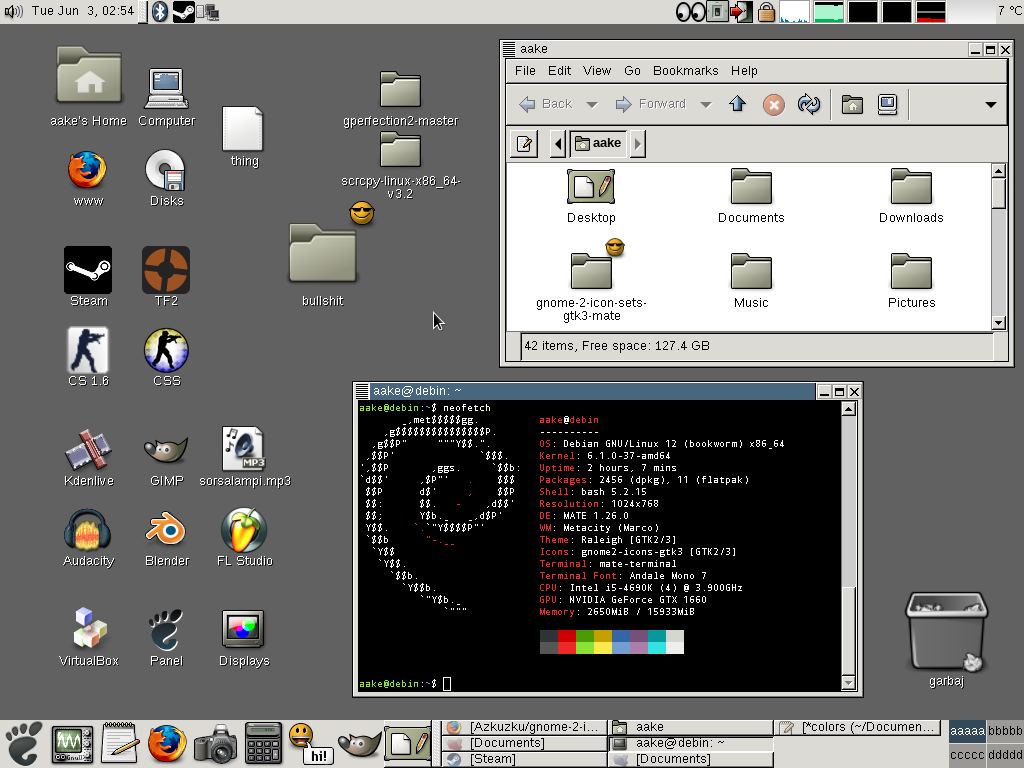 Tue Jun 3, 02:54
7 °C
aake's Home
Computer
thing
gperfection2-master
scrcpy-linux-x86_64-
v3.2
www
Disks
bullshit
Steam
TF2
CS 1.6
CSS
Kdenlive
GIMP
sorsalampi.mp3
MP3
Audacity
Blender
FL Studio
VirtualBox
Panel
Displays
garbaj
aake
File Edit View Go Bookmarks Help
Back Forward
aake
Desktop
Documents
Downloads
gnome-2-icon-sets-
gtk3-mate
Music
Pictures
42 items, Free space: 127.4 GB
aake@debin: ~
aake@debin:~$ neofetch
_,met$$$$$gg.
,g$$$$$$$$$$$$$$$P.
,g$$P"     """Y$$.".
,$$P'              `$$$.
',$$P       ,ggs.     `$$b:
`d$$'     ,$P"'   .    $$$
$$P      d$'     ,    $$P
$$:      $$.   -    ,d$$'
$$;      Y$b._   _,d$P'
Y$$.    `.`"Y$$$$P"'
`$$b      "-.__
`Y$$
`Y$$.
`$$b.
`Y$$b.
`"Y$b._
`"""
aake@debin
----------
OS: Debian GNU/Linux 12 (bookworm) x86_64
Kernel: 6.1.0-37-amd64
Uptime: 2 hours, 7 mins
Packages: 2456 (dpkg), 11 (flatpak)
Shell: bash 5.2.15
Resolution: 1024x768
DE: MATE 1.26.0
WM: Metacity (Marco)
Theme: Raleigh [GTK2/3]
Icons: gnome2-icons-gtk3 [GTK2/3]
Terminal: mate-terminal
Terminal Font: Andale Mono 7
CPU: Intel i5-4690K (4) @ 3.900GHz
GPU: NVIDIA GeForce GTX 1660
Memory: 2650MiB / 15933MiB
aake@debin:~$
hi!
[Azkuzku/gnome-2-i...
aake
[*colors (~/Documen...
[Documents]
aake@debin: ~
[Steam]
[Documents]
aaaaa bbbbb
ccccc ddddd